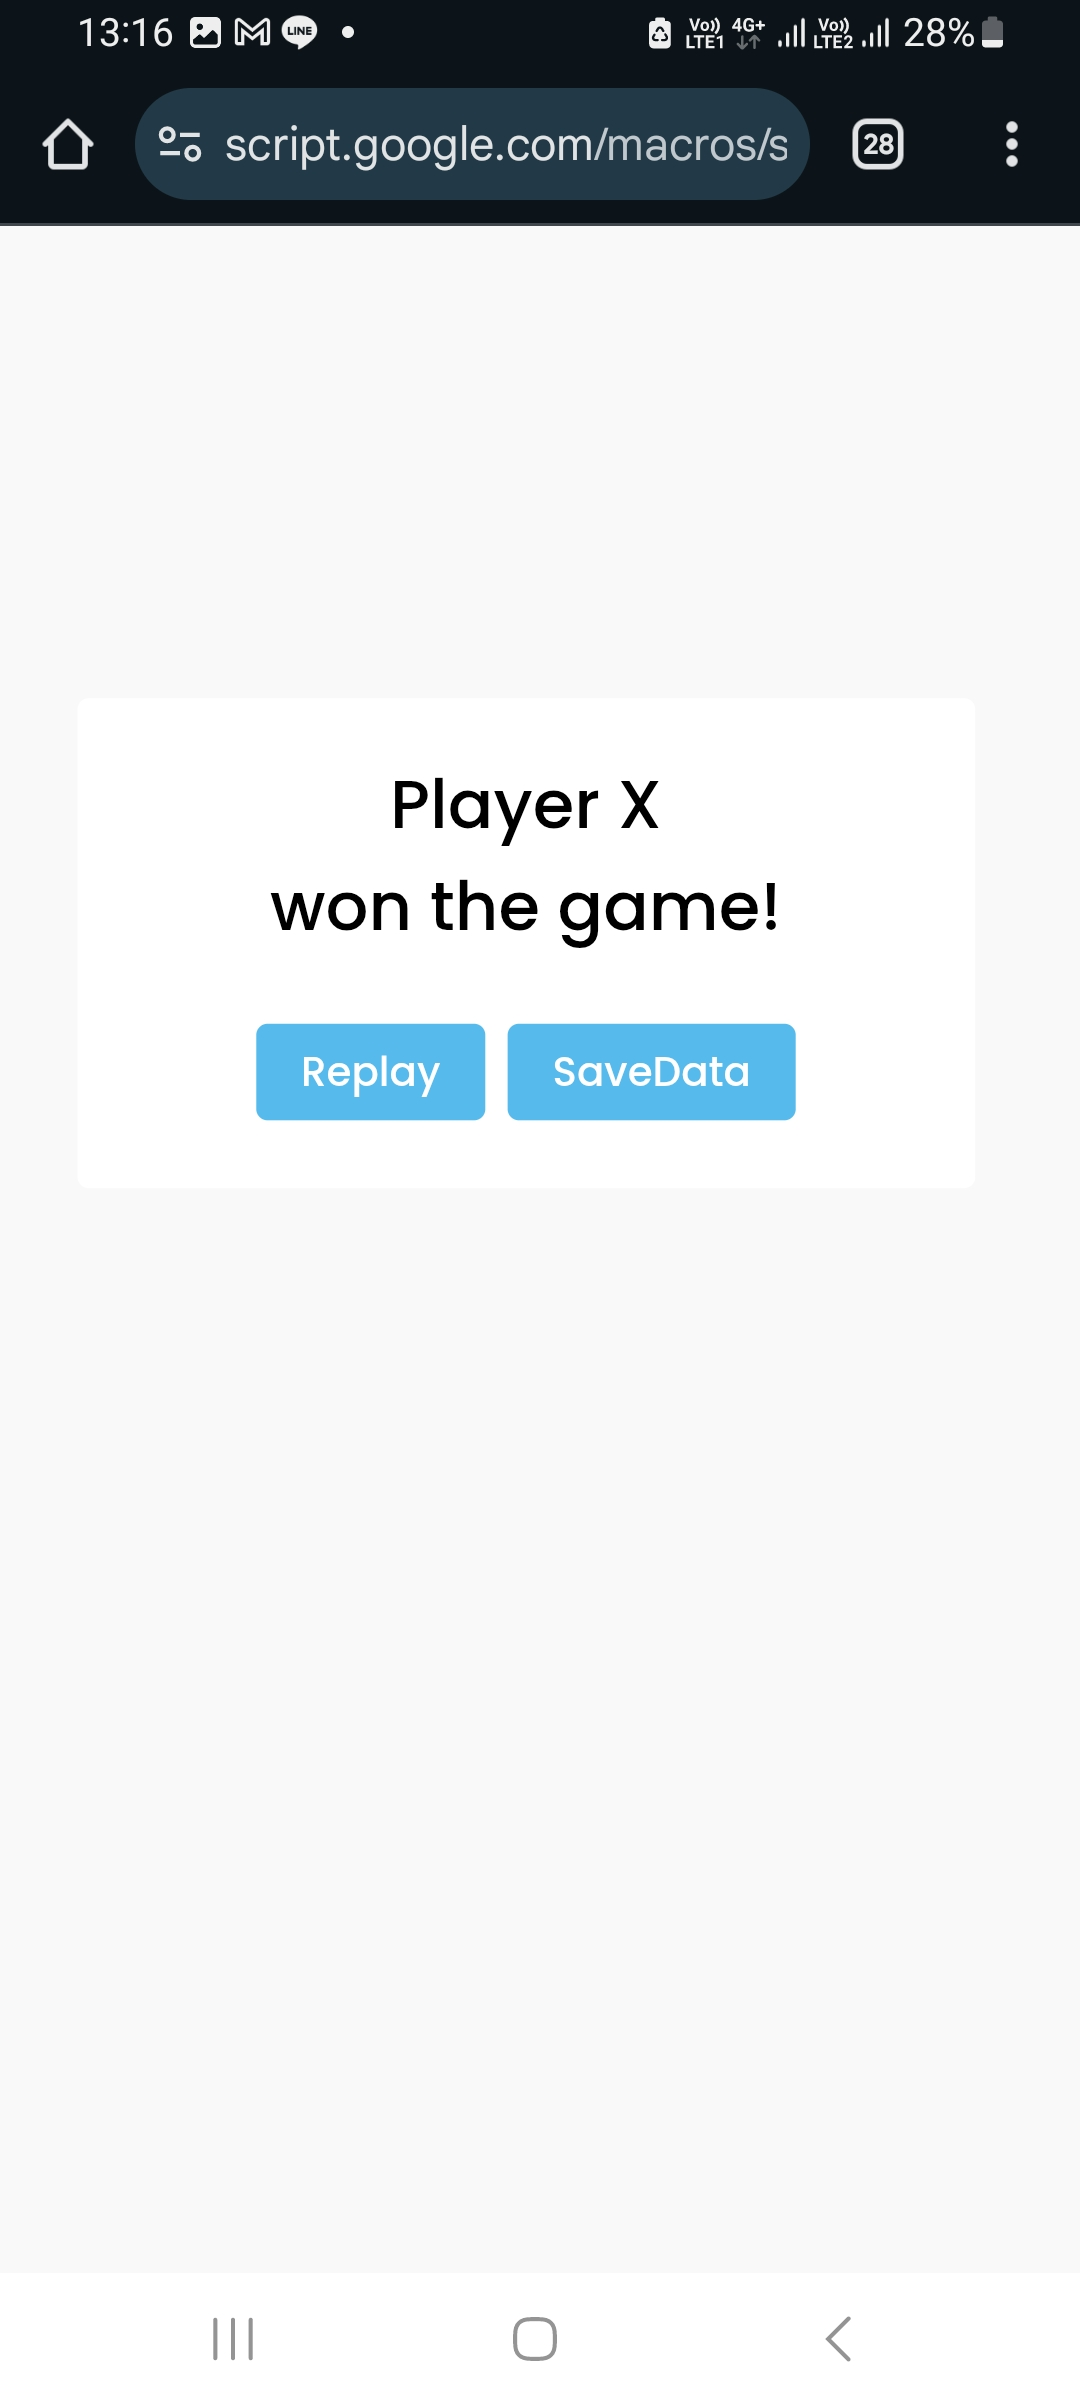 13:16 LINE Vo)) LTE1 4G+ Vo)) LTE2 28%
script.google.com/macros/s 28
Player X
won the game!
Replay SaveData